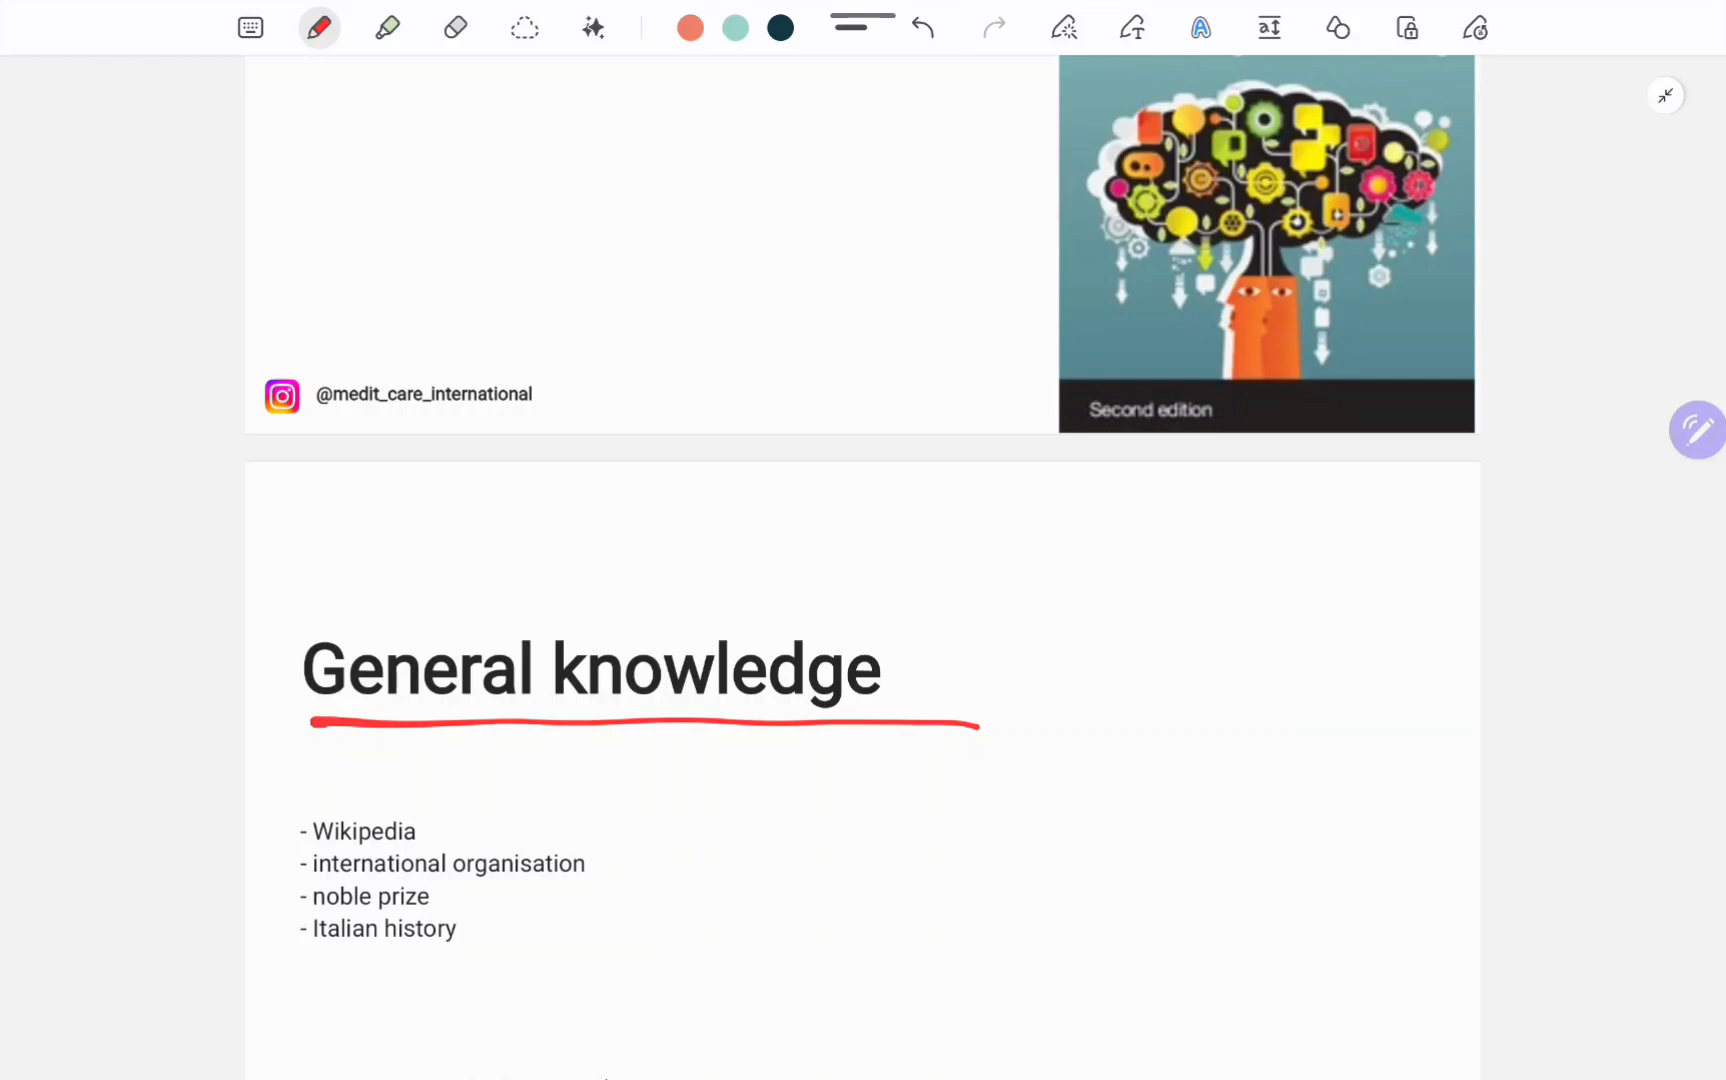 @medit_care_international
Second edition
General knowledge
- Wikipedia
- international organisation
- noble prize
- Italian history